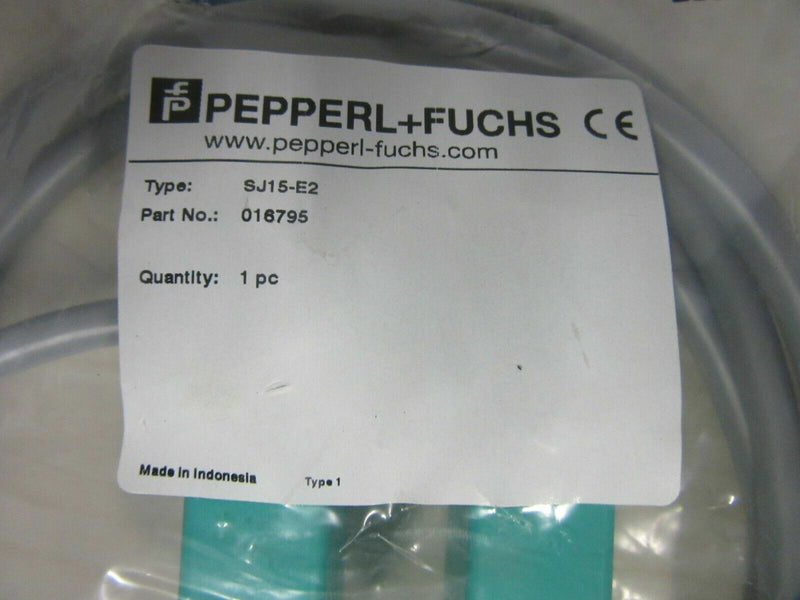 PEPPERL+FUCHS CE
www.pepperl-fuchs.com
Type: SJ15-E2
Part No.: 016795
Quantity: 1 pc
Made in Indonesia Type 1